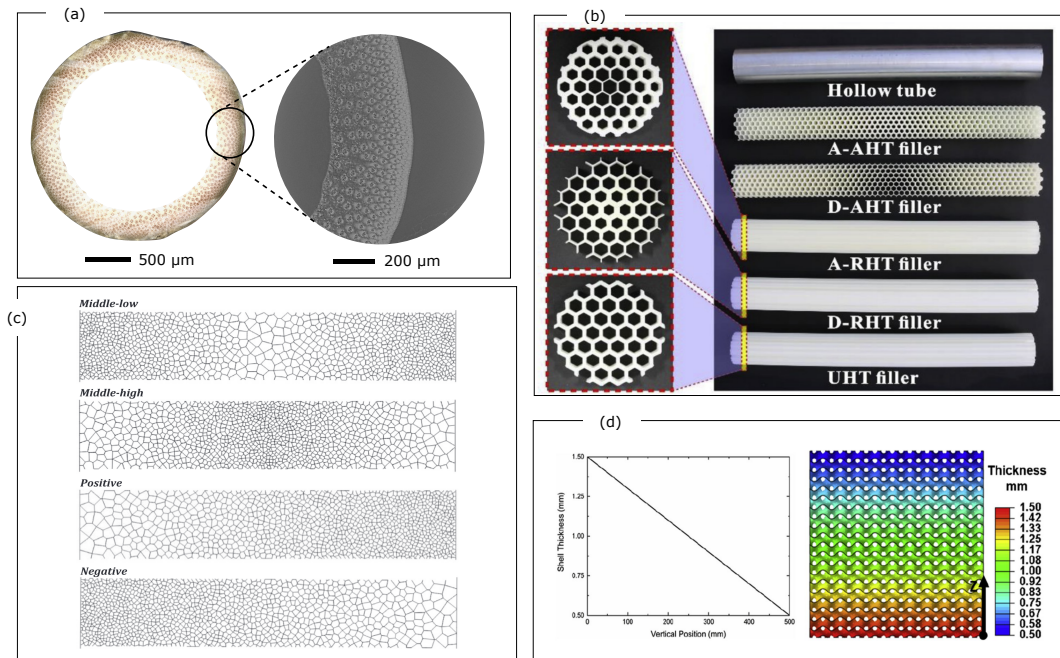 (a)
500 µm
200 µm
(b)
Hollow tube
A-AHT filler
D-AHT filler
A-RHT filler
D-RHT filler
UHT filler
(c)
Middle-low
Middle-high
Positive
Negative
(d)
1.50
1.25
1.00
0.75
0.50
Shell Thickness (mm)
0
100
200
300
400
500
Vertical Position (mm)
Z
Thickness
mm
1.50
1.42
1.33
1.25
1.17
1.08
1.00
0.92
0.83
0.75
0.67
0.58
0.50